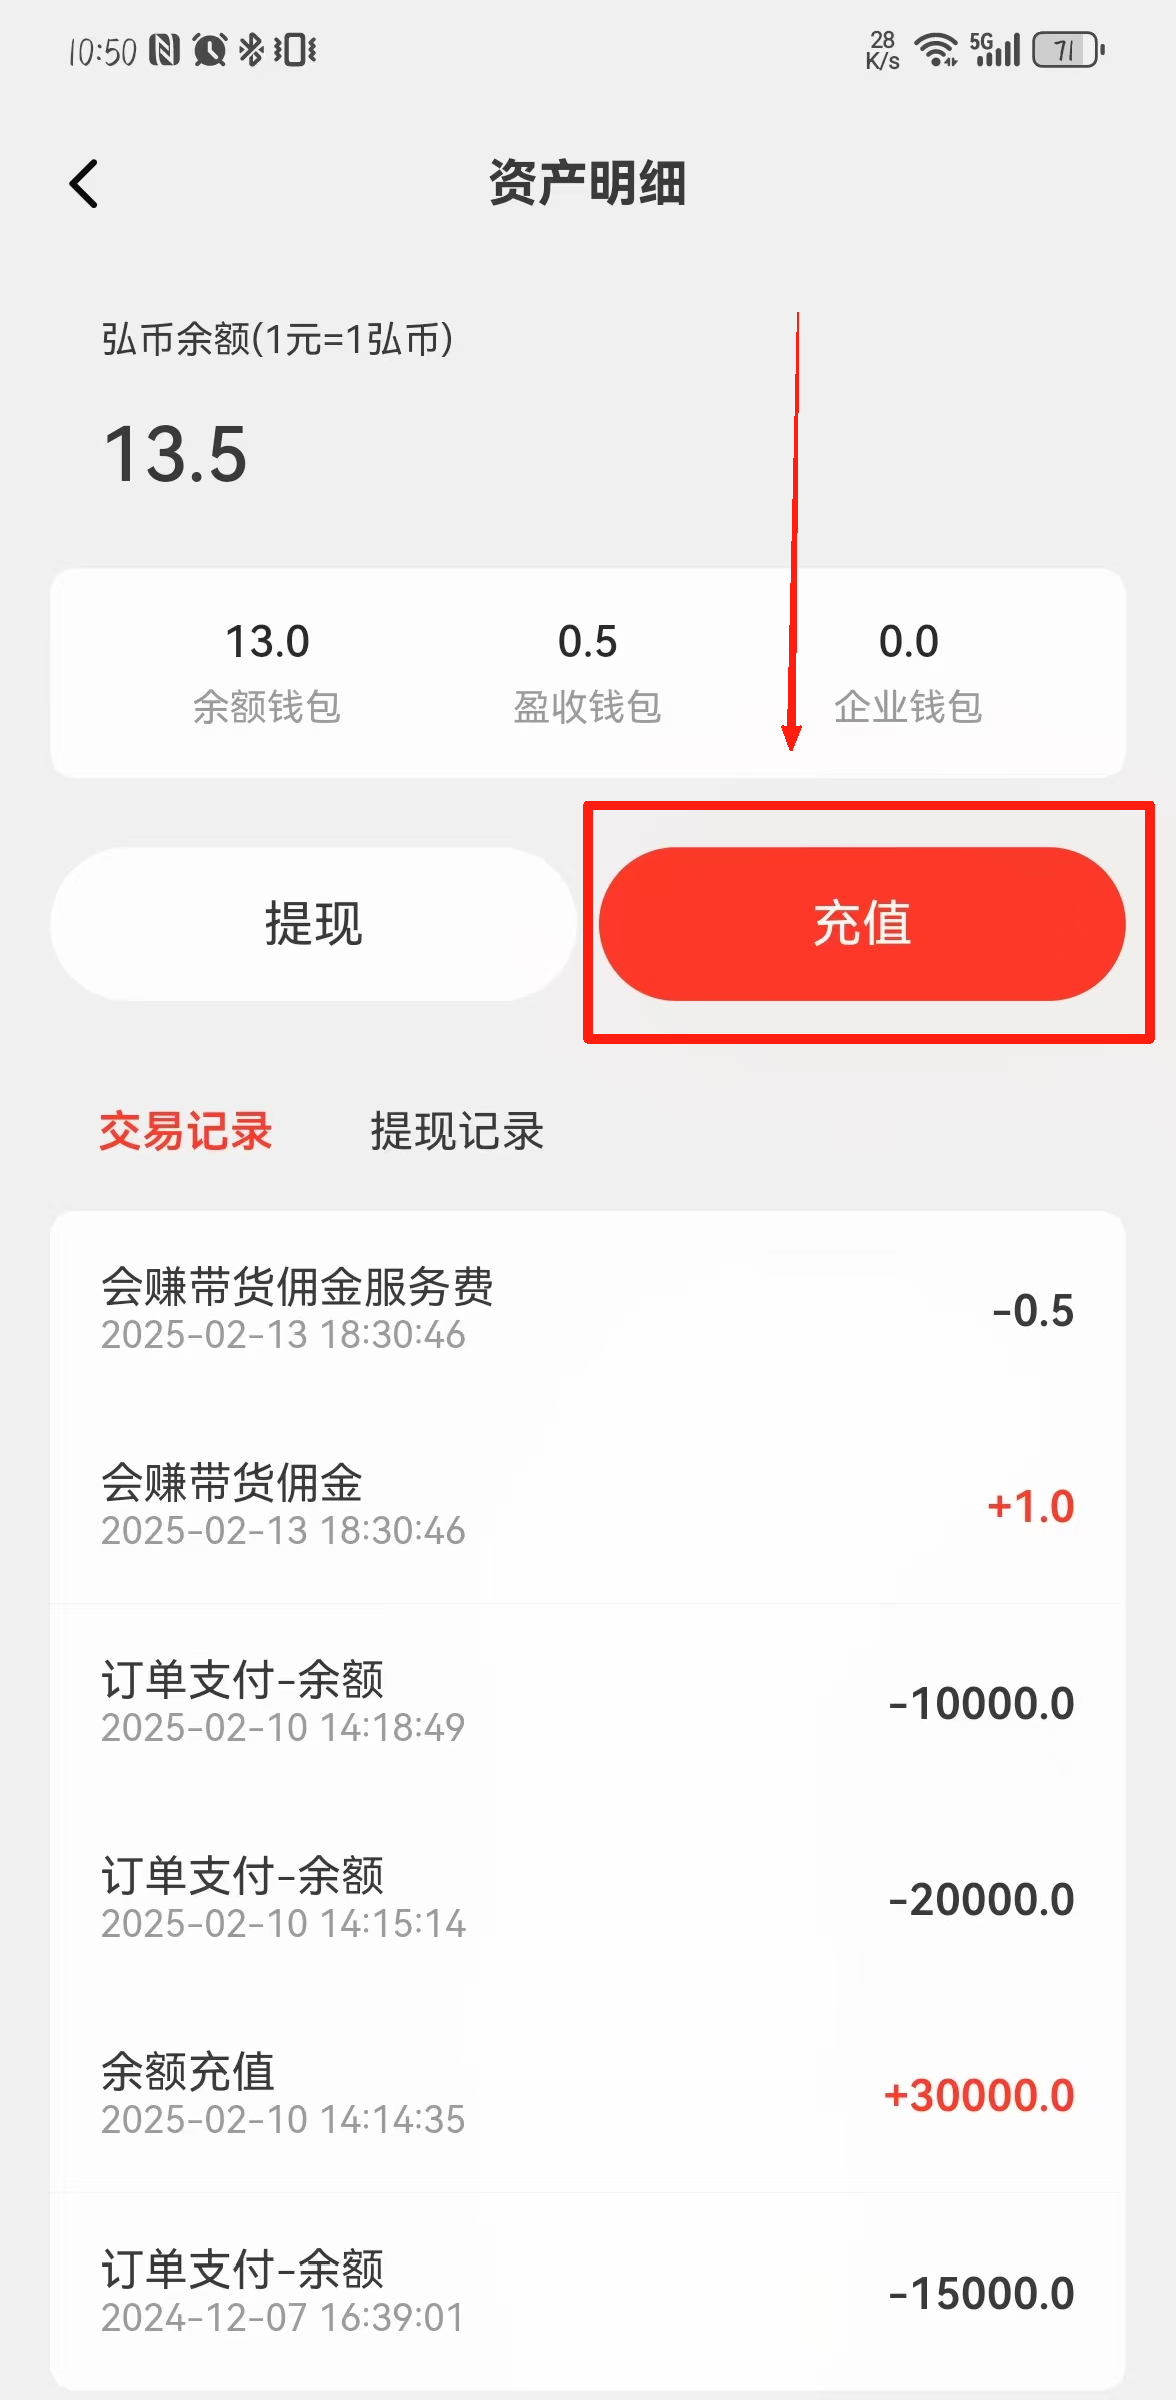 10:50
28
K/s
5G
71
资产明细
弘币余额(1元=1弘币)
13.5
13.0
0.5
0.0
余额钱包
盈收钱包
企业钱包
提现
充值
交易记录
提现记录
会赚带货佣金服务费
-0.5
2025-02-13 18:30:46
会赚带货佣金
+1.0
2025-02-13 18:30:46
订单支付-余额
-10000.0
2025-02-10 14:18:49
订单支付-余额
-20000.0
2025-02-10 14:15:14
余额充值
+30000.0
2025-02-10 14:14:35
订单支付-余额
-15000.0
2024-12-07 16:39:01